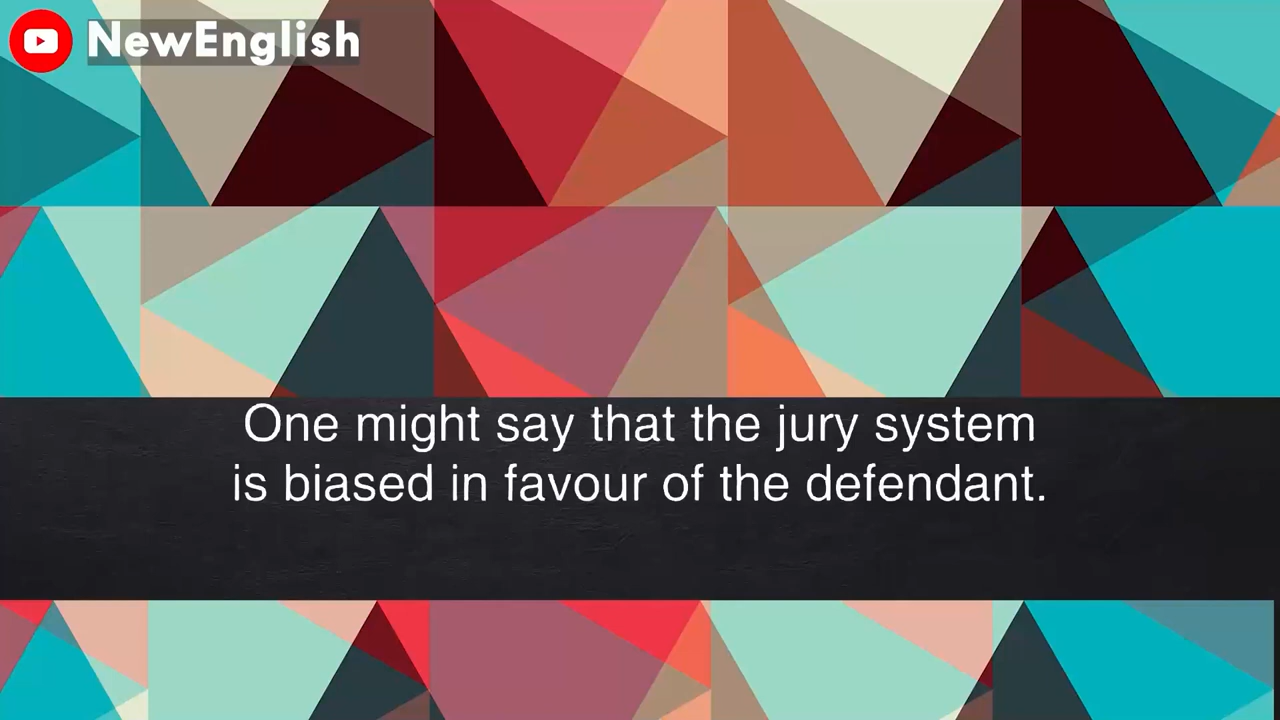 NewEnglish
One might say that the jury system
is biased in favour of the defendant.